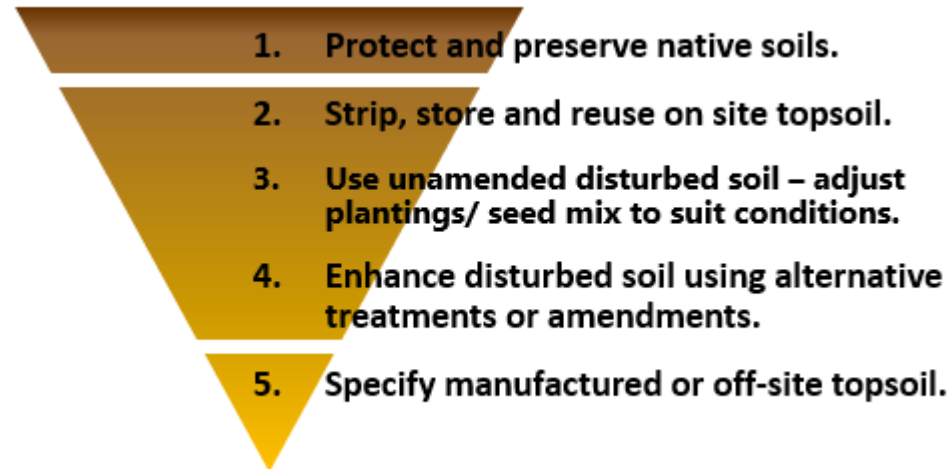 1. Protect and preserve native soils.
2. Strip, store and reuse on site topsoil.
3. Use unamended disturbed soil – adjust
plantings/ seed mix to suit conditions.
4. Enhance disturbed soil using alternative
treatments or amendments.
5. Specify manufactured or off-site topsoil.